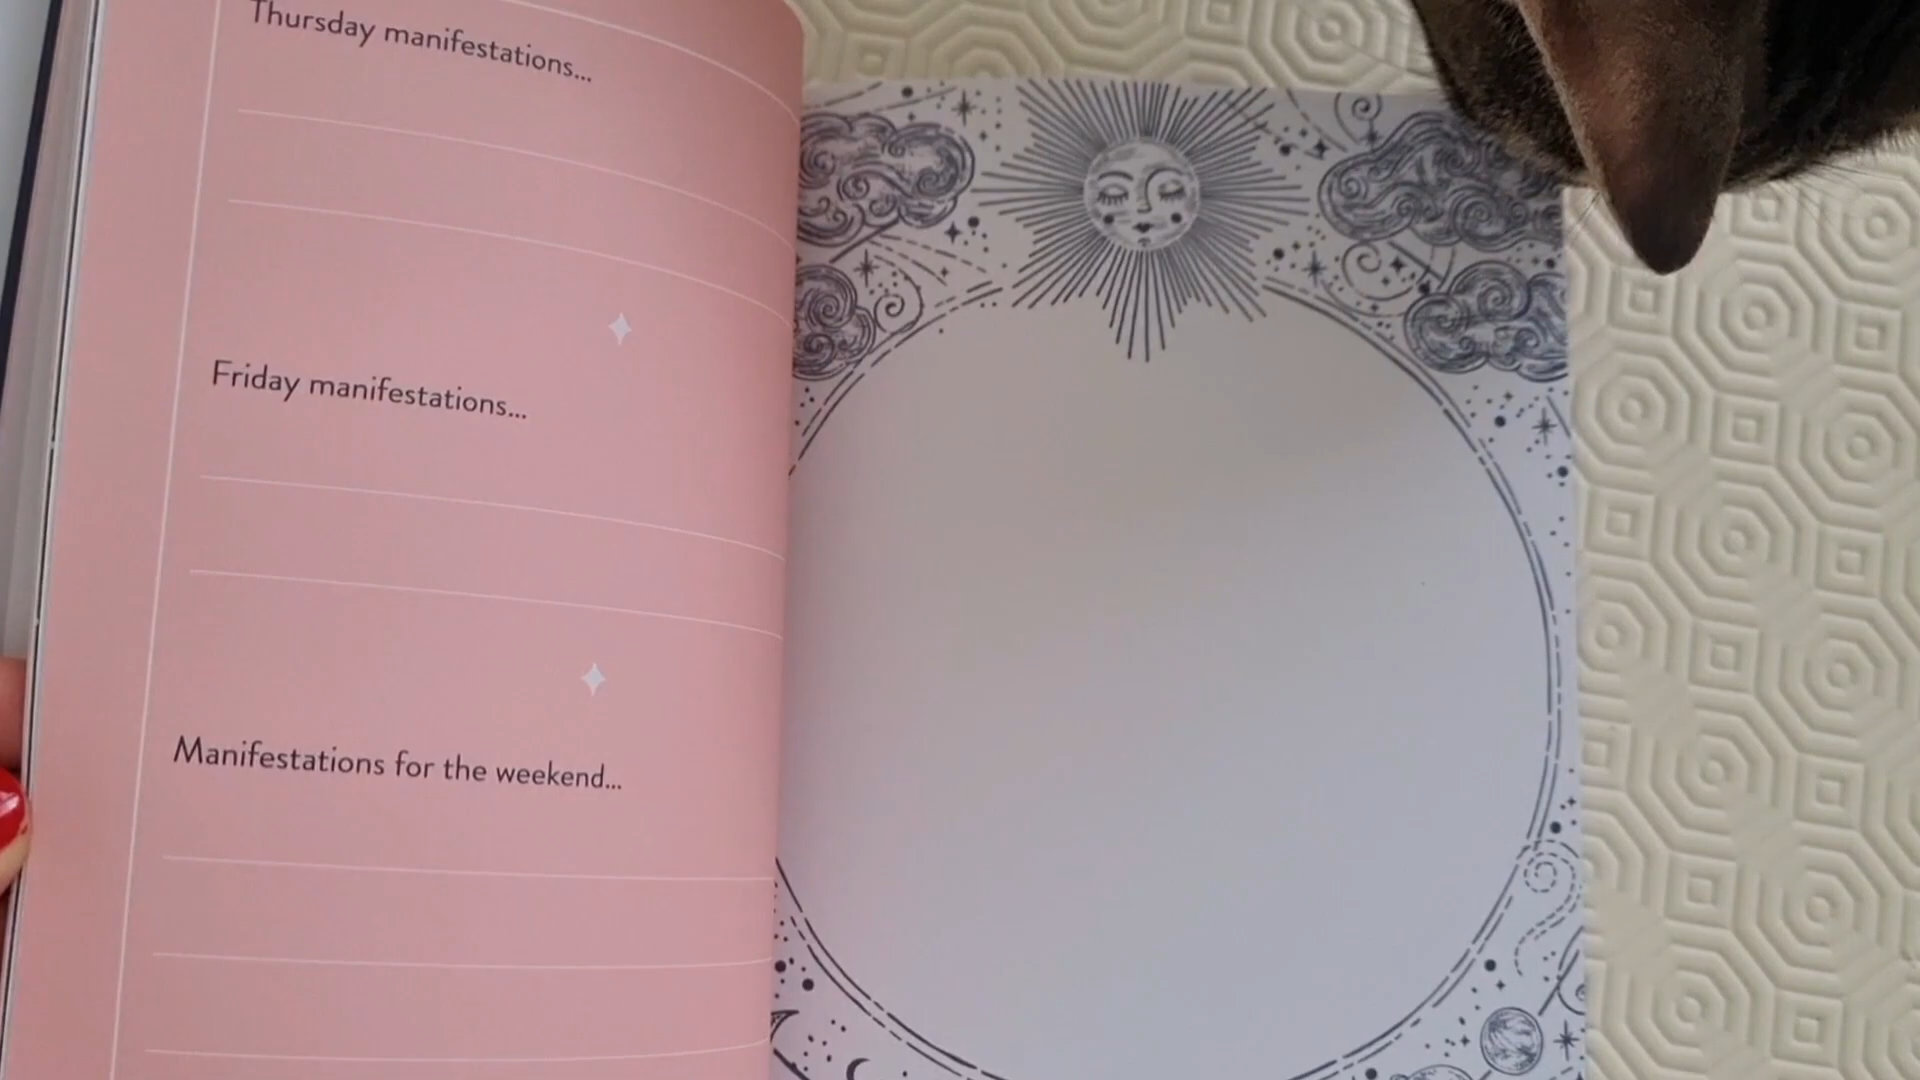 Thursday manifestations...
Friday manifestations...
Manifestations for the weekend...